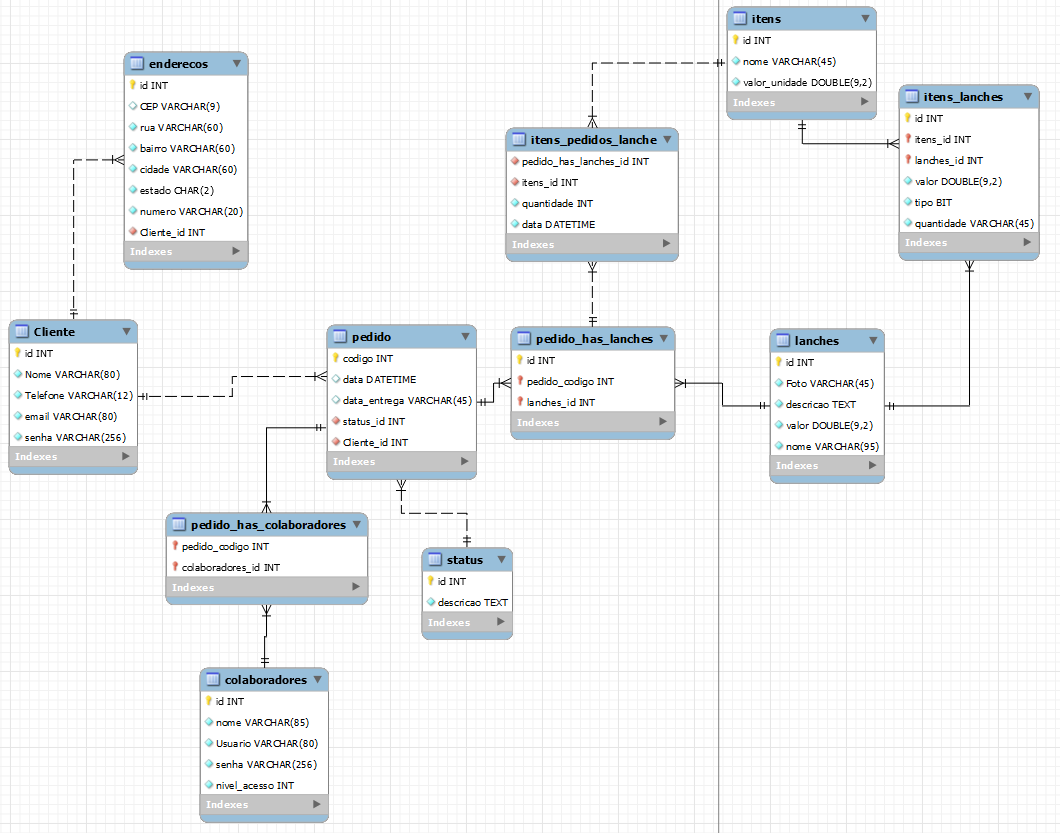 itens
id INT
nome VARCHAR(45)
valor_unidade DOUBLE(9,2)
Indexes
enderecos
id INT
CEP VARCHAR(9)
rua VARCHAR(60)
bairro VARCHAR(60)
cidade VARCHAR(60)
estado CHAR(2)
numero VARCHAR(20)
Cliente_id INT
Indexes
itens_lanches
id INT
itens_id INT
lanches_id INT
valor DOUBLE(9,2)
tipo BIT
quantidade VARCHAR(45)
Indexes
itens_pedidos_lanche
pedido_has_lanches_id INT
itens_id INT
quantidade INT
data DATETIME
Indexes
Cliente
id INT
Nome VARCHAR(80)
Telefone VARCHAR(12)
email VARCHAR(80)
senha VARCHAR(256)
Indexes
pedido
codigo INT
data DATETIME
data_entrega VARCHAR(45)
status_id INT
Cliente_id INT
Indexes
pedido_has_lanches
id INT
pedido_codigo INT
lanches_id INT
Indexes
lanches
id INT
Foto VARCHAR(45)
descricao TEXT
valor DOUBLE(9,2)
nome VARCHAR(95)
Indexes
pedido_has_colaboradores
pedido_codigo INT
colaboradores_id INT
Indexes
status
id INT
descricao TEXT
Indexes
colaboradores
id INT
nome VARCHAR(85)
Usuario VARCHAR(80)
senha VARCHAR(256)
nivel_acesso INT
Indexes